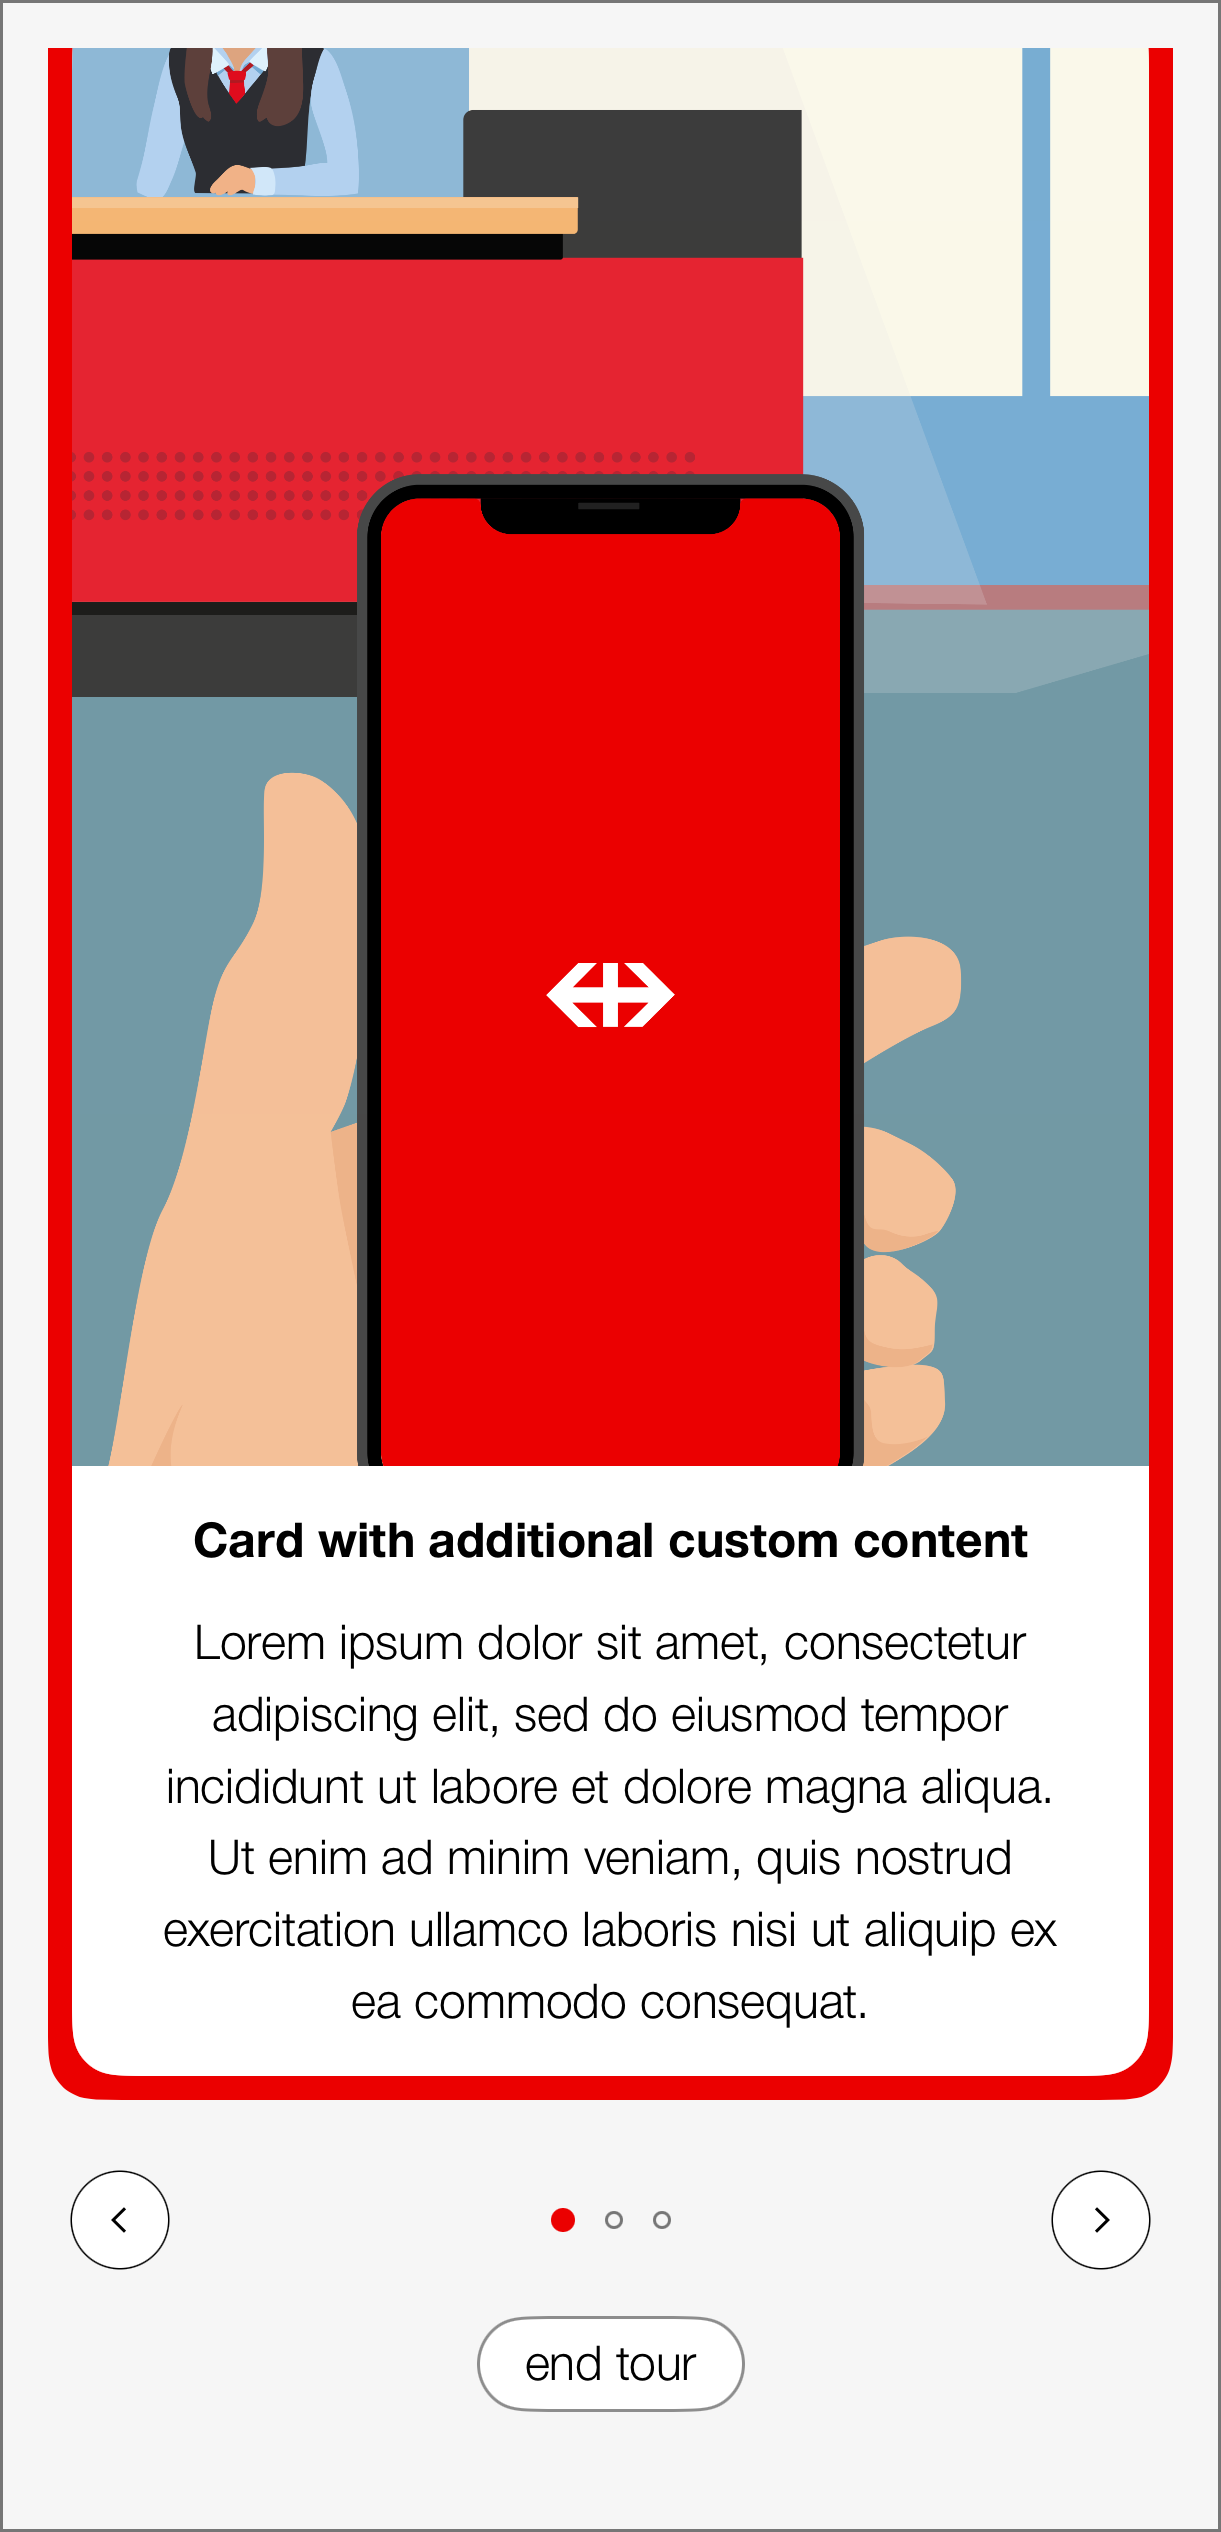 Card with additional custom content
Lorem ipsum dolor sit amet, consectetur
adipiscing elit, sed do eiusmod tempor
incididunt ut labore et dolore magna aliqua.
Ut enim ad minim veniam, quis nostrud
exercitation ullamco laboris nisi ut aliquip ex
ea commodo consequat.
end tour